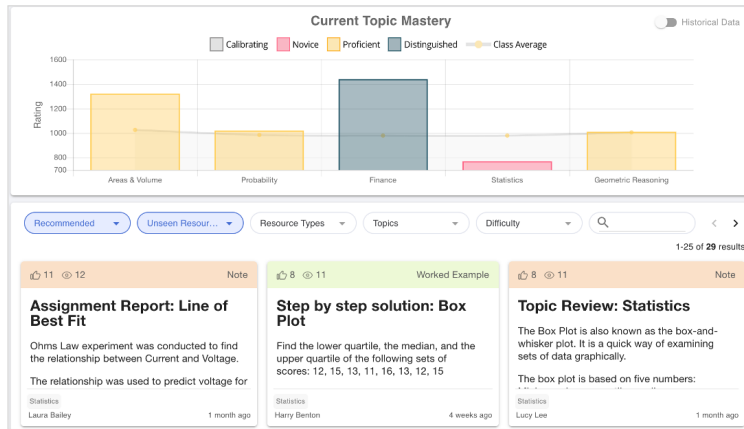 Current Topic Mastery
Historical Data
Calibrating Novice Proficient Distinguished Class Average
Rating
1600
1400
1200
1000
800
700
Areas & Volume Probability Finance Statistics Geometric Reasoning
Recommended Unseen Resour... Resource Types Topics Difficulty
1-25 of 29 results
11 12 Note
Assignment Report: Line of
Best Fit
Ohms Law experiment was conducted to find
the relationship between Current and Voltage.
The relationship was used to predict voltage for
Statistics
Laura Bailey 1 month ago
8 11 Worked Example
Step by step solution: Box
Plot
Find the lower quartile, the median, and the
upper quartile of the following sets of
scores: 12, 15, 13, 11, 16, 13, 12, 15
Statistics
Harry Benton 4 weeks ago
8 11 Note
Topic Review: Statistics
The Box Plot is also known as the box-and-
whisker plot. It is a quick way of examining
sets of data graphically.
The box plot is based on five numbers:
Statistics
Lucy Lee 1 month ago